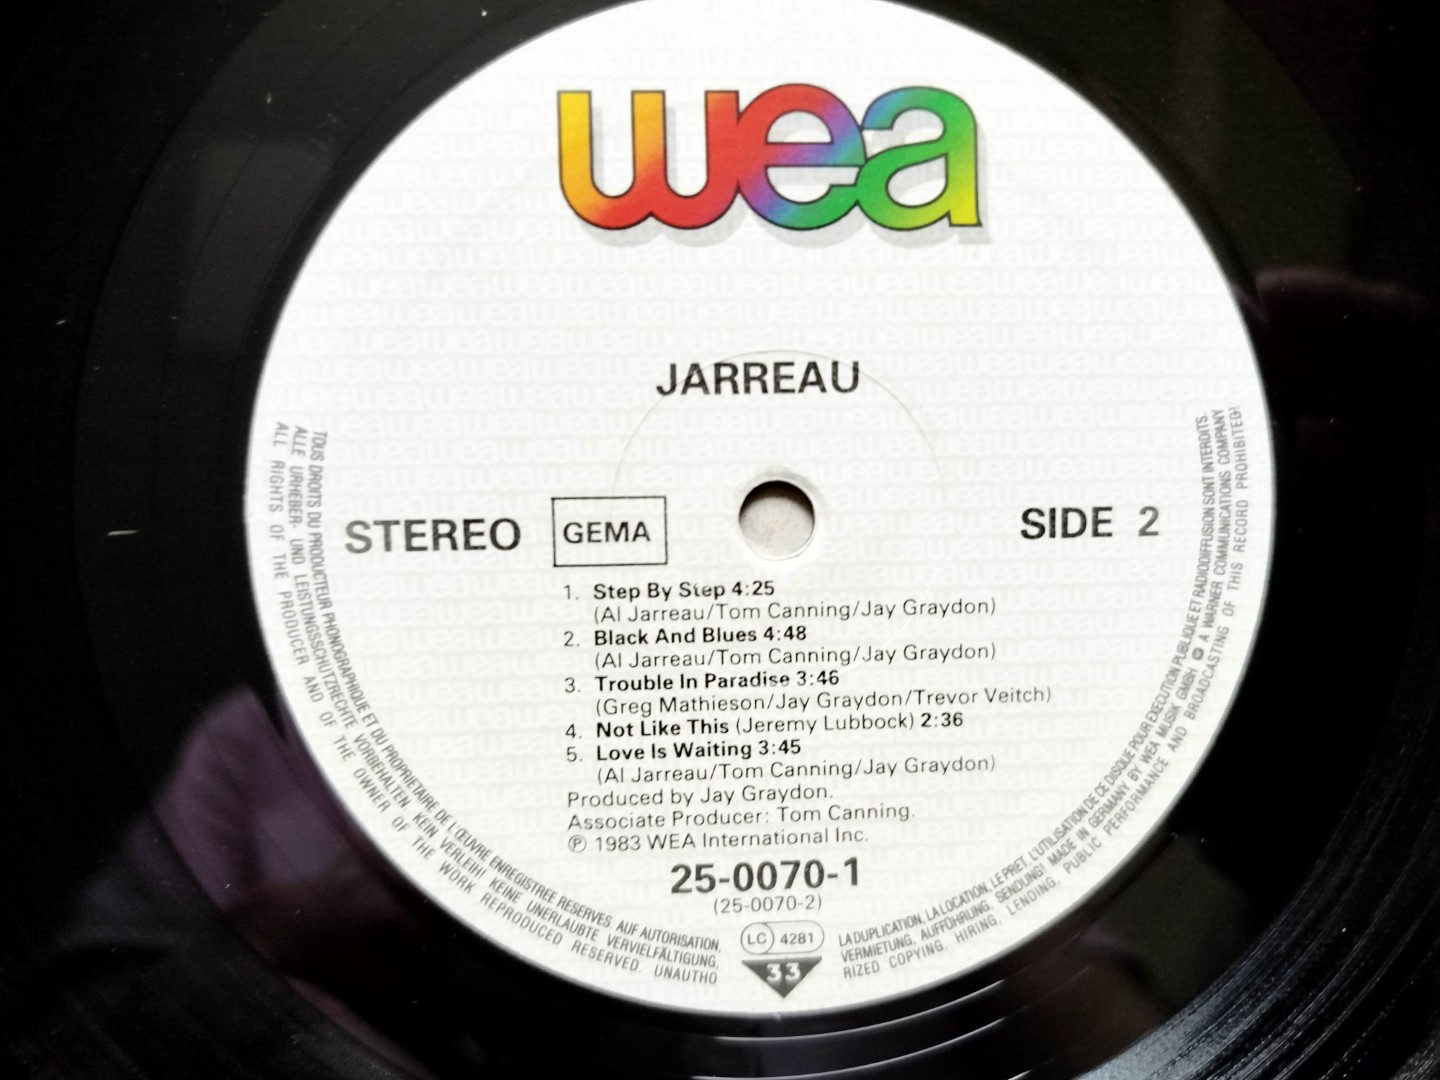 wea
JARREAU
STEREO GEMA SIDE 2
1. Step By Step 4:25
(Al Jarreau/Tom Canning/Jay Graydon)
2. Black And Blues 4:48
(Al Jarreau/Tom Canning/Jay Graydon)
3. Trouble In Paradise 3:46
(Greg Mathieson/Jay Graydon/Trevor Veitch)
4. Not Like This (Jeremy Lubbock) 2:36
5. Love Is Waiting 3:45
(Al Jarreau/Tom Canning/Jay Graydon)
Produced by Jay Graydon.
Associate Producer: Tom Canning.
Ⓟ 1983 WEA International Inc.
25-0070-1
(25-0070-2)
LC 4281
33
TOUS DROITS DU PRODUCTEUR PHONOGRAPHIQUE ET DU PROPRIETAIRE DE L'ŒUVRE ENREGISTREE RESERVES. AUF AUTORISATION,
LA DUPLICATION, LA LOCATION, LE PRET, L'UTILISATION DE CE DISQUE POUR EXECUTION PUBLIQUE ET RADIODIFFUSION SONT INTERDITS.
ALLE URHEBER- UND LEISTUNGSSCHUTZRECHTE VORBEHALTEN. KEIN VERLEIH! KEINE UNERLAUBTE VERVIELFÄLTIGUNG,
VERMIETUNG, AUFFÜHRUNG, SENDUNG! MADE IN GERMANY BY WEA MUSIK GMBH A WARNER COMMUNICATIONS COMPANY
ALL RIGHTS OF THE PRODUCER AND OF THE OWNER OF THE WORK REPRODUCED RESERVED. UNAUTHO
RIZED COPYING, HIRING, LENDING, PUBLIC PERFORMANCE AND BROADCASTING OF THIS RECORD PROHIBITED!